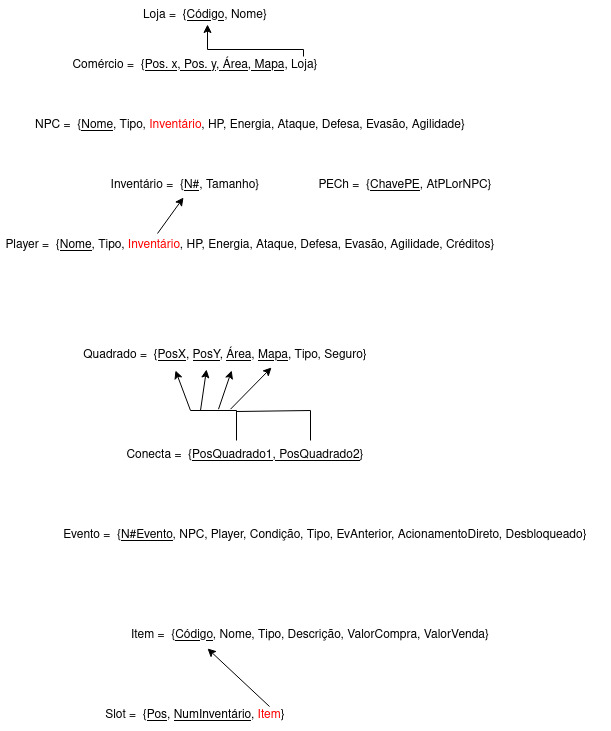 Loja = {Código, Nome}
Comércio = {Pos. x, Pos. y, Área, Mapa, Loja}
NPC = {Nome, Tipo, Inventário, HP, Energia, Ataque, Defesa, Evasão, Agilidade}
Inventário = {N#, Tamanho} PECh = {ChavePE, AtPLorNPC}
Player = {Nome, Tipo, Inventário, HP, Energia, Ataque, Defesa, Evasão, Agilidade, Créditos}
Quadrado = {PosX, PosY, Área, Mapa, Tipo, Seguro}
Conecta = {PosQuadrado1, PosQuadrado2}
Evento = {N#Evento, NPC, Player, Condição, Tipo, EvAnterior, AcionamentoDireto, Desbloqueado}
Item = {Código, Nome, Tipo, Descrição, ValorCompra, ValorVenda}
Slot = {Pos, NumInventário, Item}